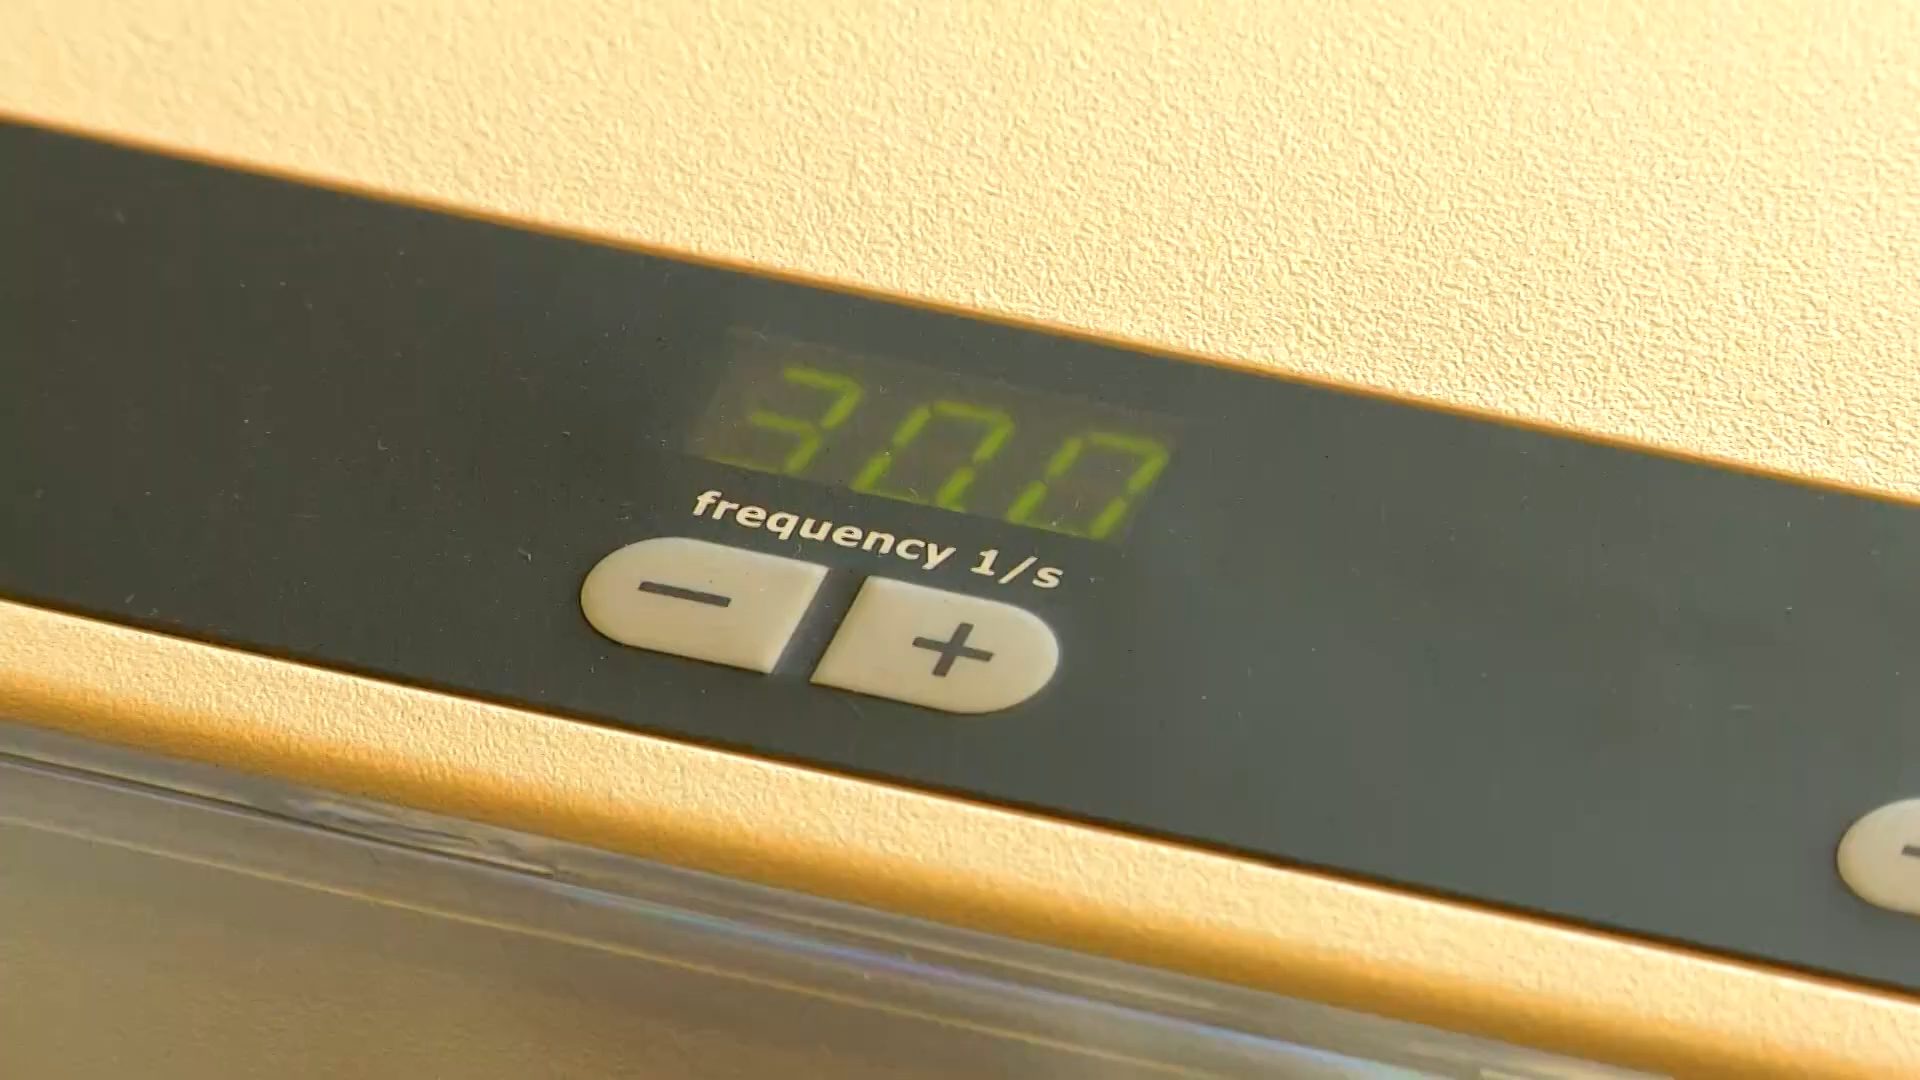 300
frequency 1/s
− +
−